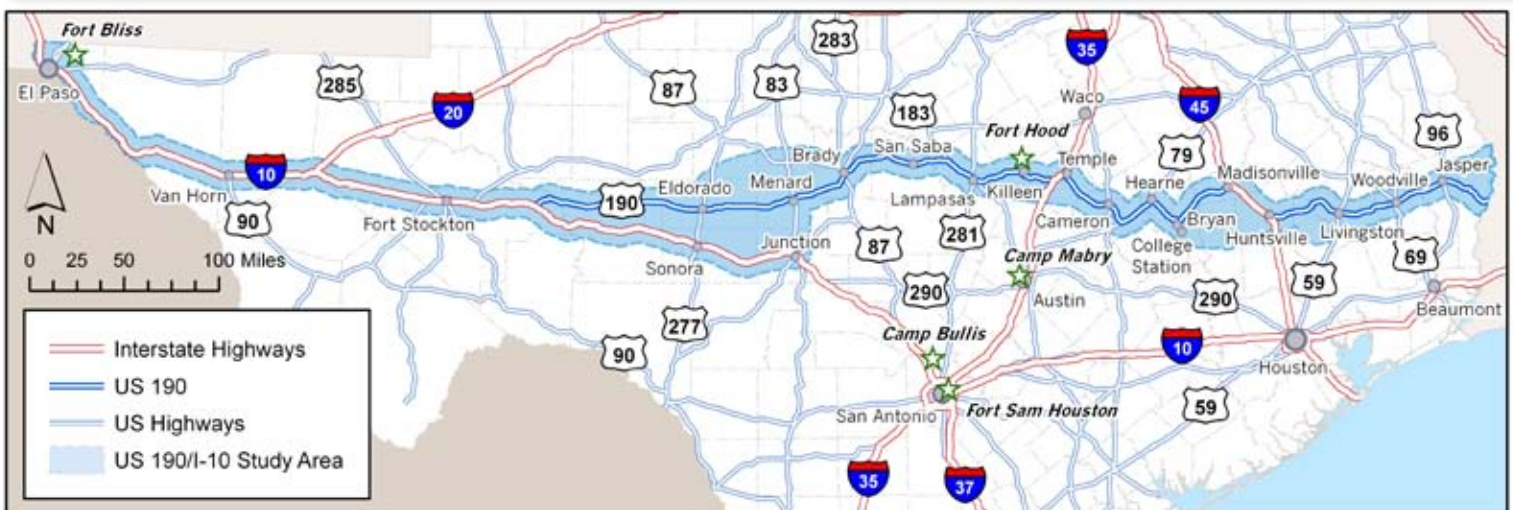 Fort Bliss
El Paso
285
20
87
83
283
183
35
Waco
45
96
Fort Hood
79
Jasper
San Saba
Brady
Temple
Hearne
Madisonville
Woodville
10
Van Horn
90
N
Fort Stockton
190
Eldorado
Menard
Lampasas
Killeen
Cameron
Bryan
College
Station
Huntsville
Livingston
Sonora
Junction
87
281
Camp Mabry
290
Austin
290
59
69
Beaumont
0 25 50 100 Miles
277
90
Camp Bullis
10
Houston
San Antonio
Fort Sam Houston
59
35
37
Interstate Highways
US 190
US Highways
US 190/I-10 Study Area